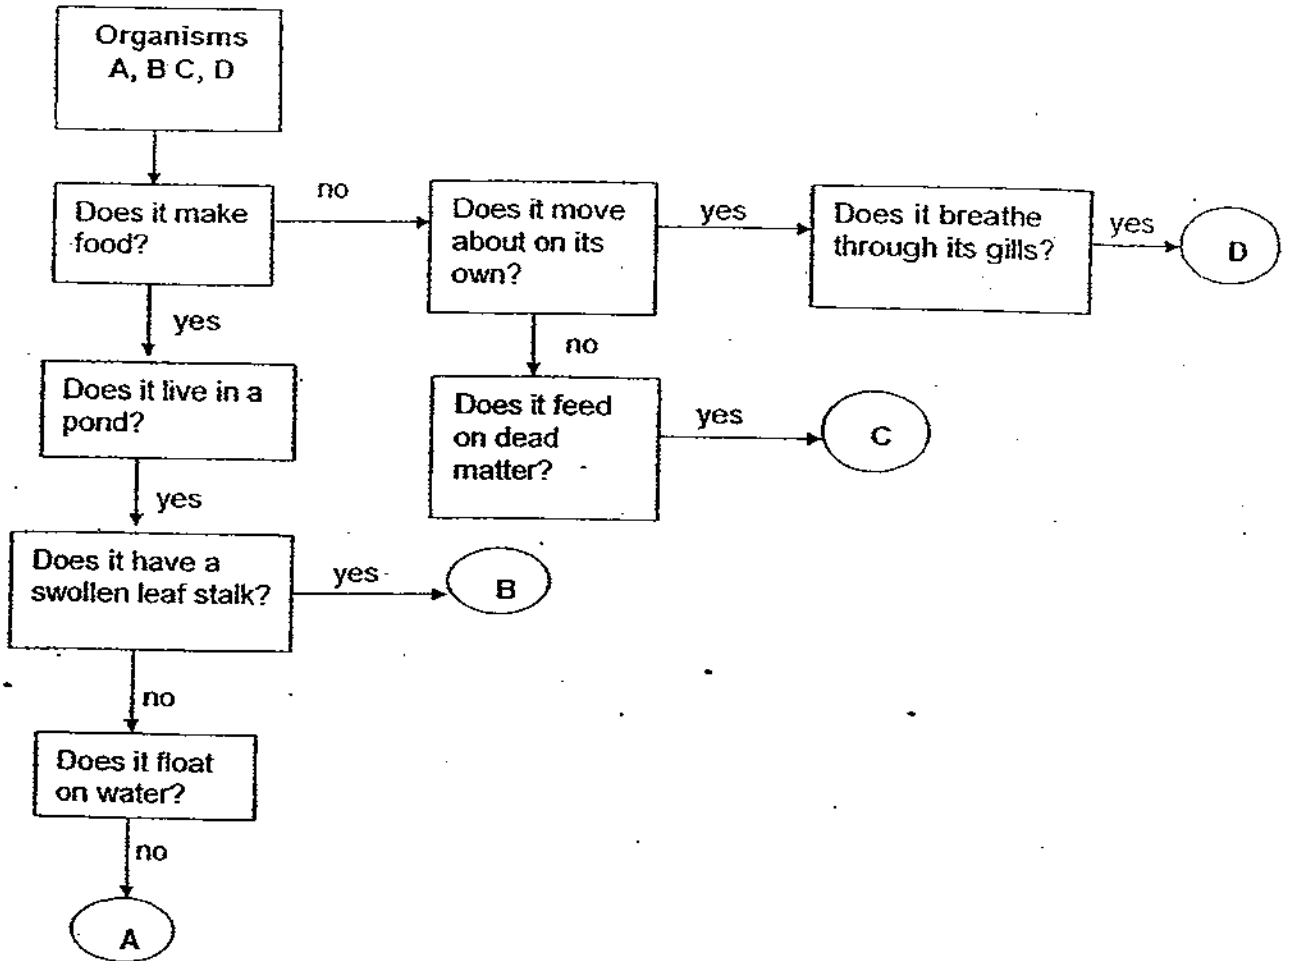 Organisms
A, B C, D
Does it make
food?
no
Does it move
about on its
own?
yes
Does it breathe
through its gills?
yes
D
yes
no
Does it live in a
pond?
Does it feed
on dead
matter?
yes
C
yes
Does it have a
swollen leaf stalk?
yes
B
no
Does it float
on water?
no
A